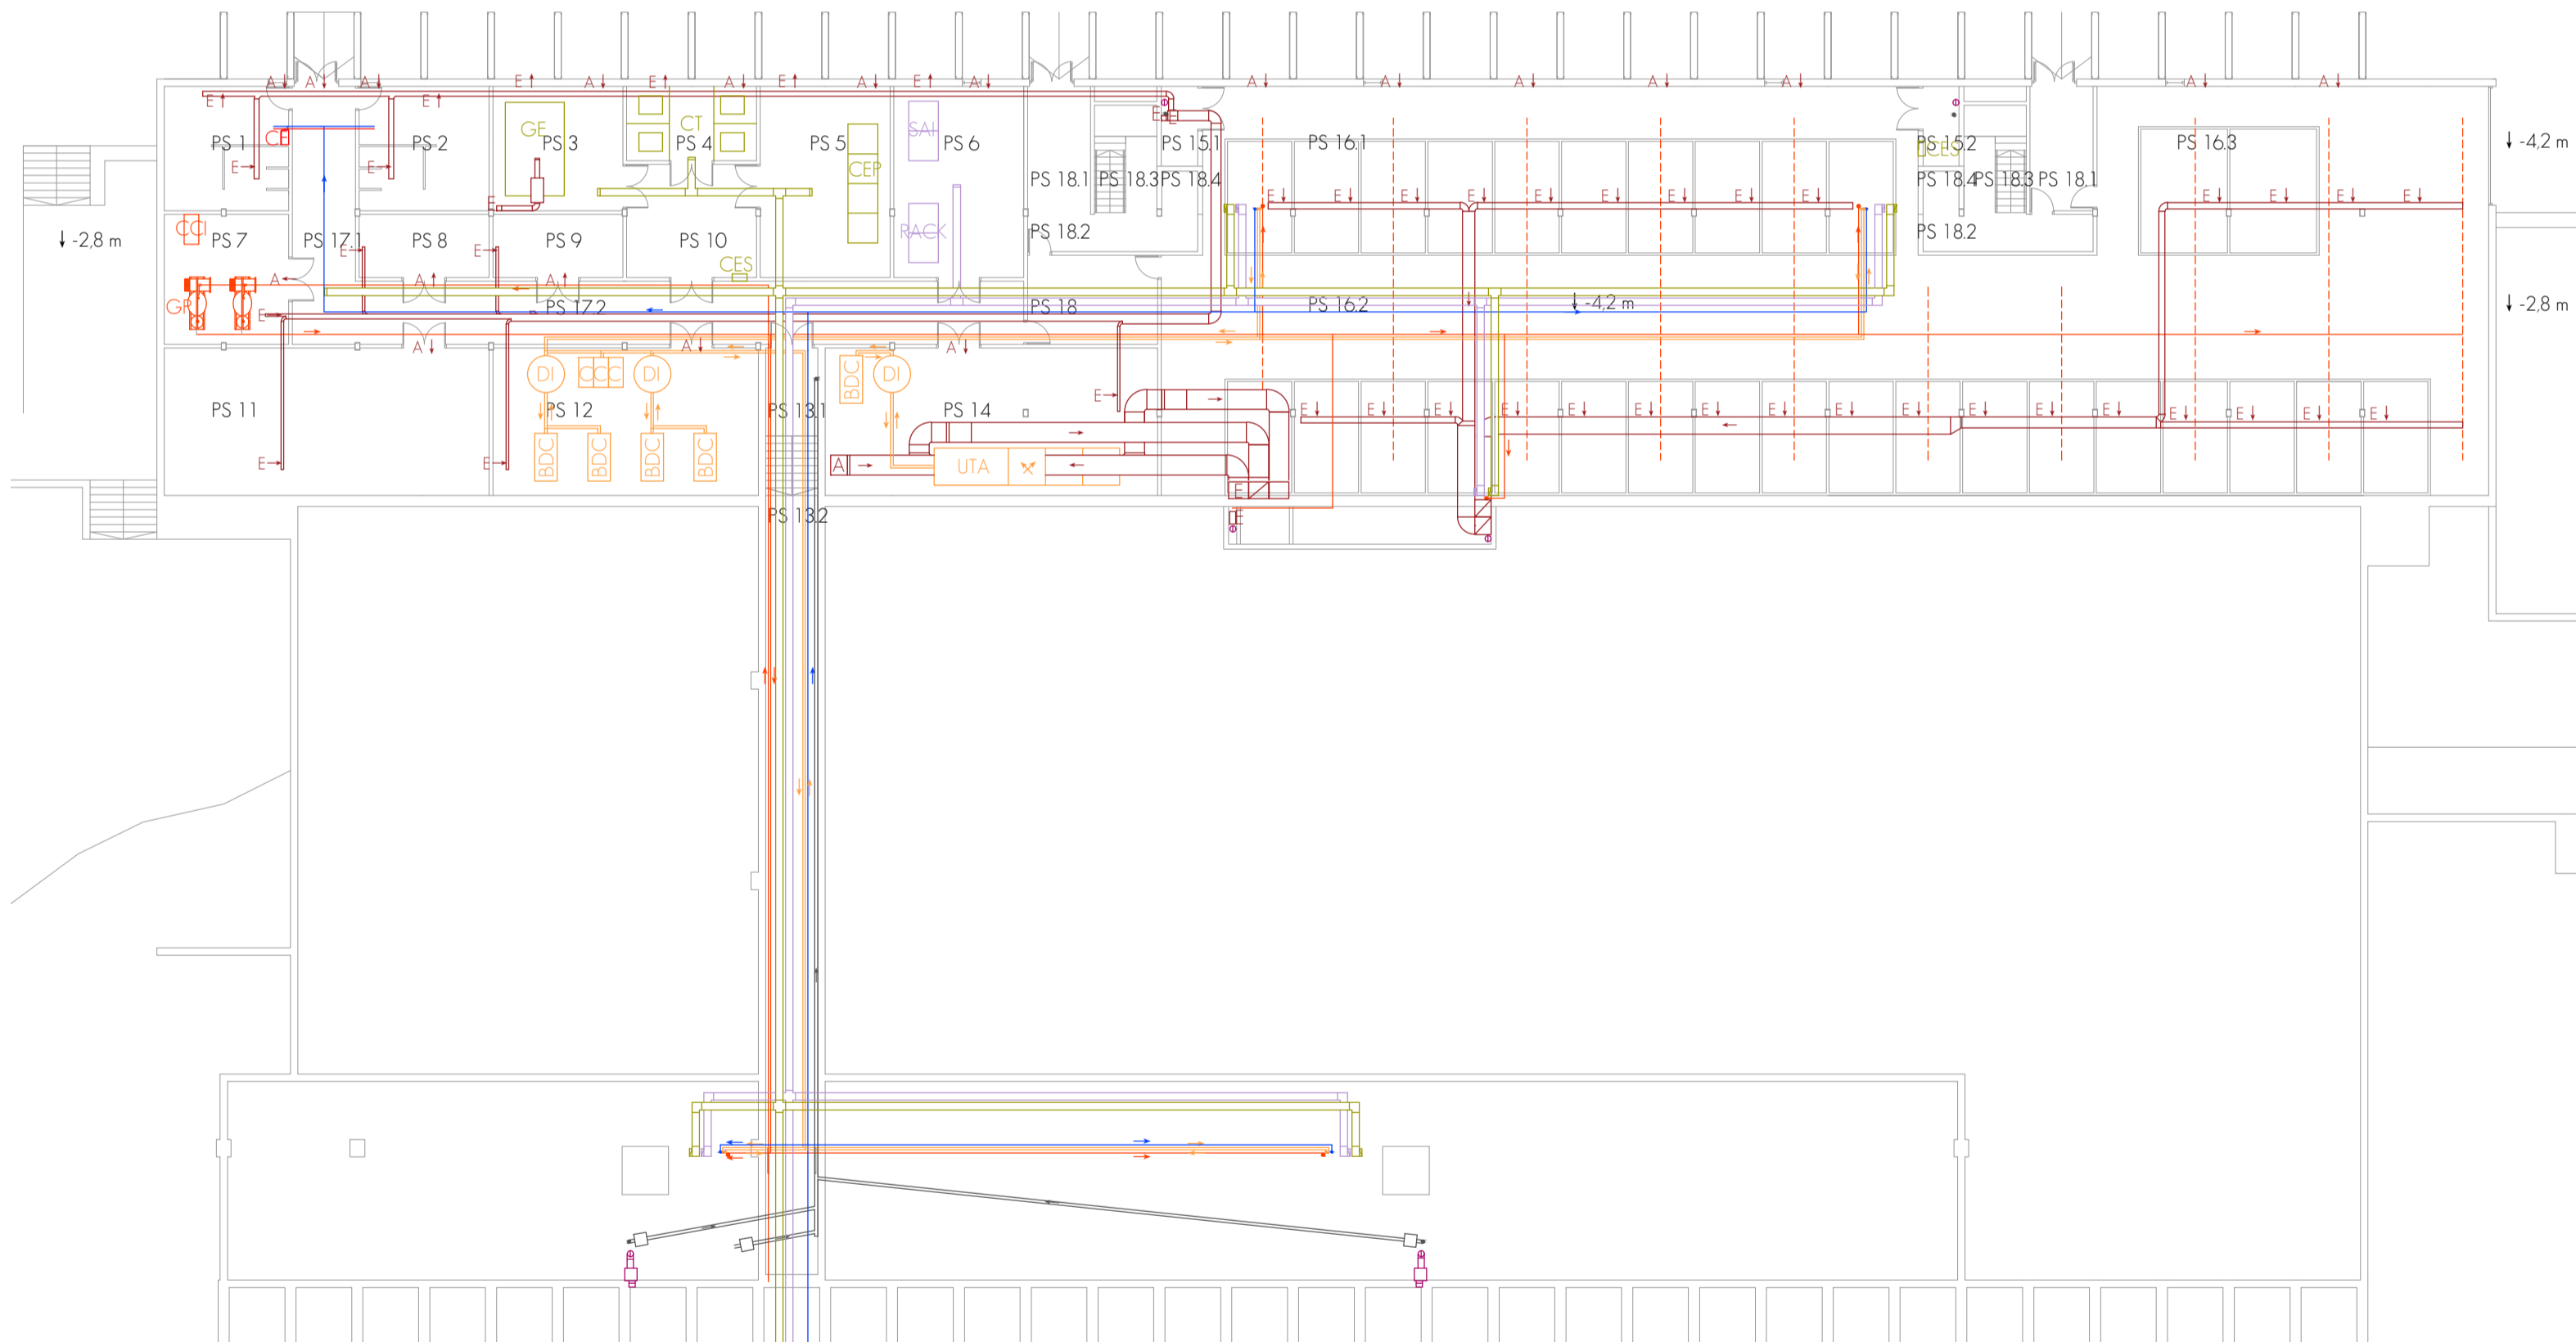 A A A E A E A E A E A A A A A A A A
E E E E
PS 1 CE PS 2 GE PS 3 CT PS 4 PS 5 SAI PS 6 PS 15.1 PS 16.1 PS 15.2 PS 16.3 ↓ -4,2 m
CES
E E CEP
PS 18.1 PS 18.3 PS 18.4 PS 18.4 PS 18.3 PS 18.1
E E E E E E E E E E E E E E
CCI RACK PS 18.2 PS 18.2
↓ -2,8 m PS 7 PS 17.1 PS 8 PS 9 PS 10
E E
CES
A A A
GP E PS 17.2 PS 18 PS 16.2 ↓ -4,2 m ↓ -2,8 m
A A A
DI CCC DI BDC DI
E
PS 11 PS 12 PS 13.1 PS 14 E E E E E E E E E E E E E E E E E
E E BDC BDC BDC BDC A UTA
E
PS 13.2 E